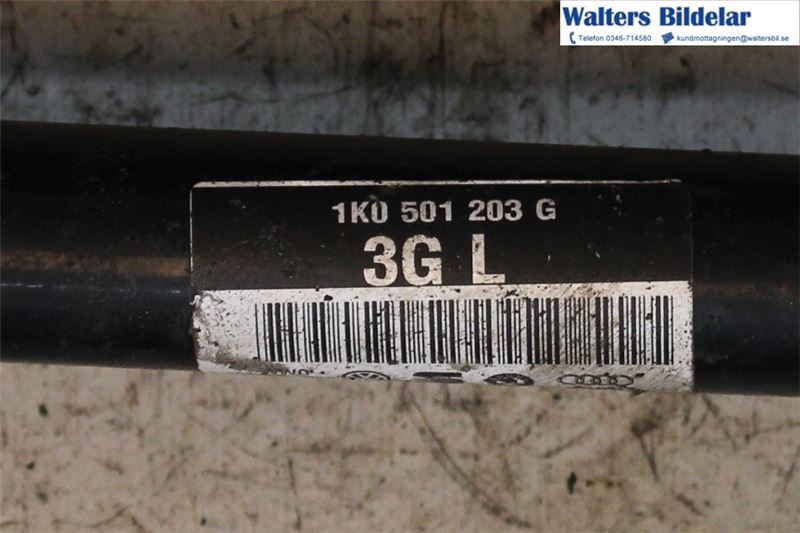 Walters Bildelar
Telefon 0346-714580 kundmottagningen@waltersbil.se
1K0 501 203 G
3G L